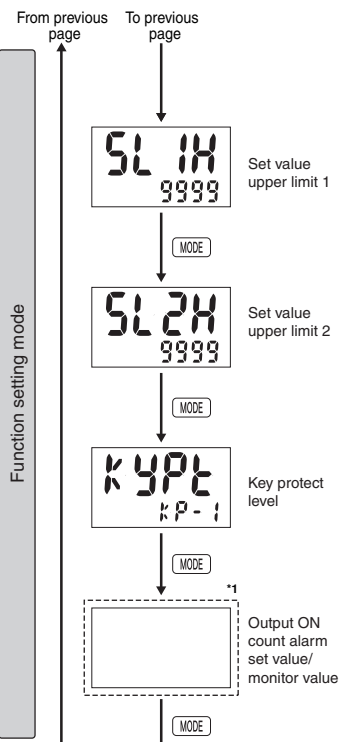 From previous
page
To previous
page
Function setting mode
SL 1H
9999
Set value
upper limit 1
MODE
SL2H
9999
Set value
upper limit 2
MODE
KYPt
KP-1
Key protect
level
MODE
*1
Output ON
count alarm
set value/
monitor value
MODE